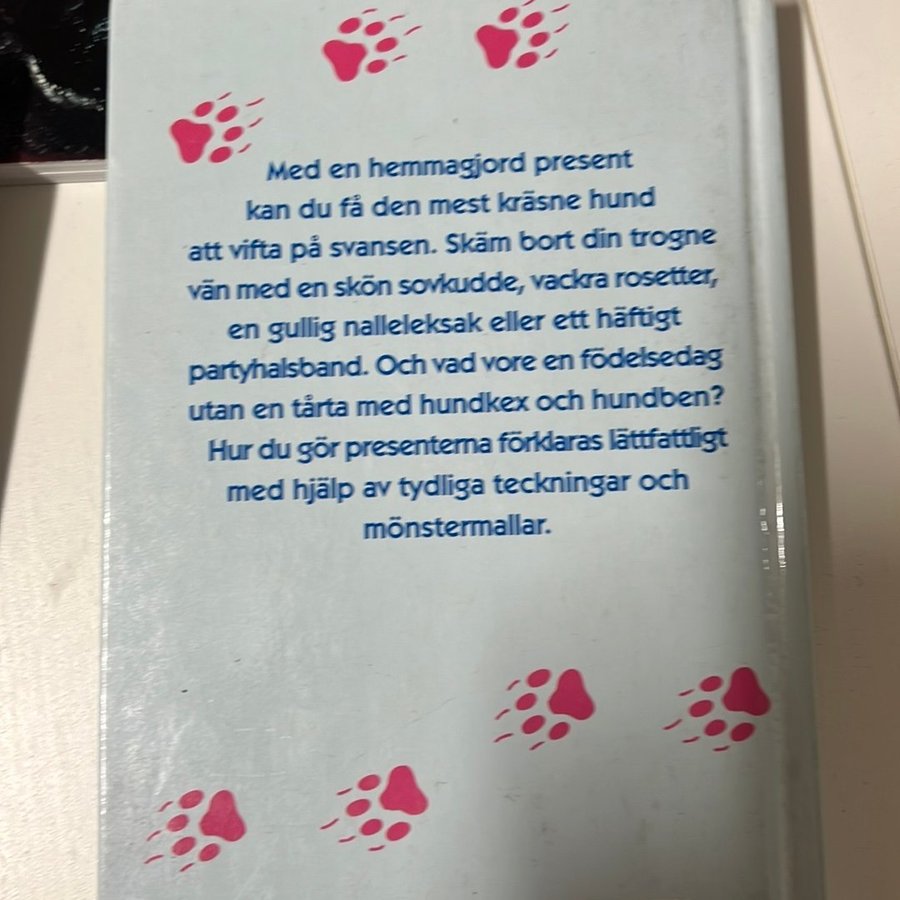 Med en hemmagjord present
kan du få den mest kräsne hund
att vifta på svansen. Skäm bort din trogne
vän med en skön sovkudde, vackra rosetter,
en gullig nalleleksak eller ett häftigt
partyhalsband. Och vad vore en födelsedag
utan en tårta med hundkex och hundben?
Hur du gör presenterna förklaras lättfattligt
med hjälp av tydliga teckningar och
mönstermallar.